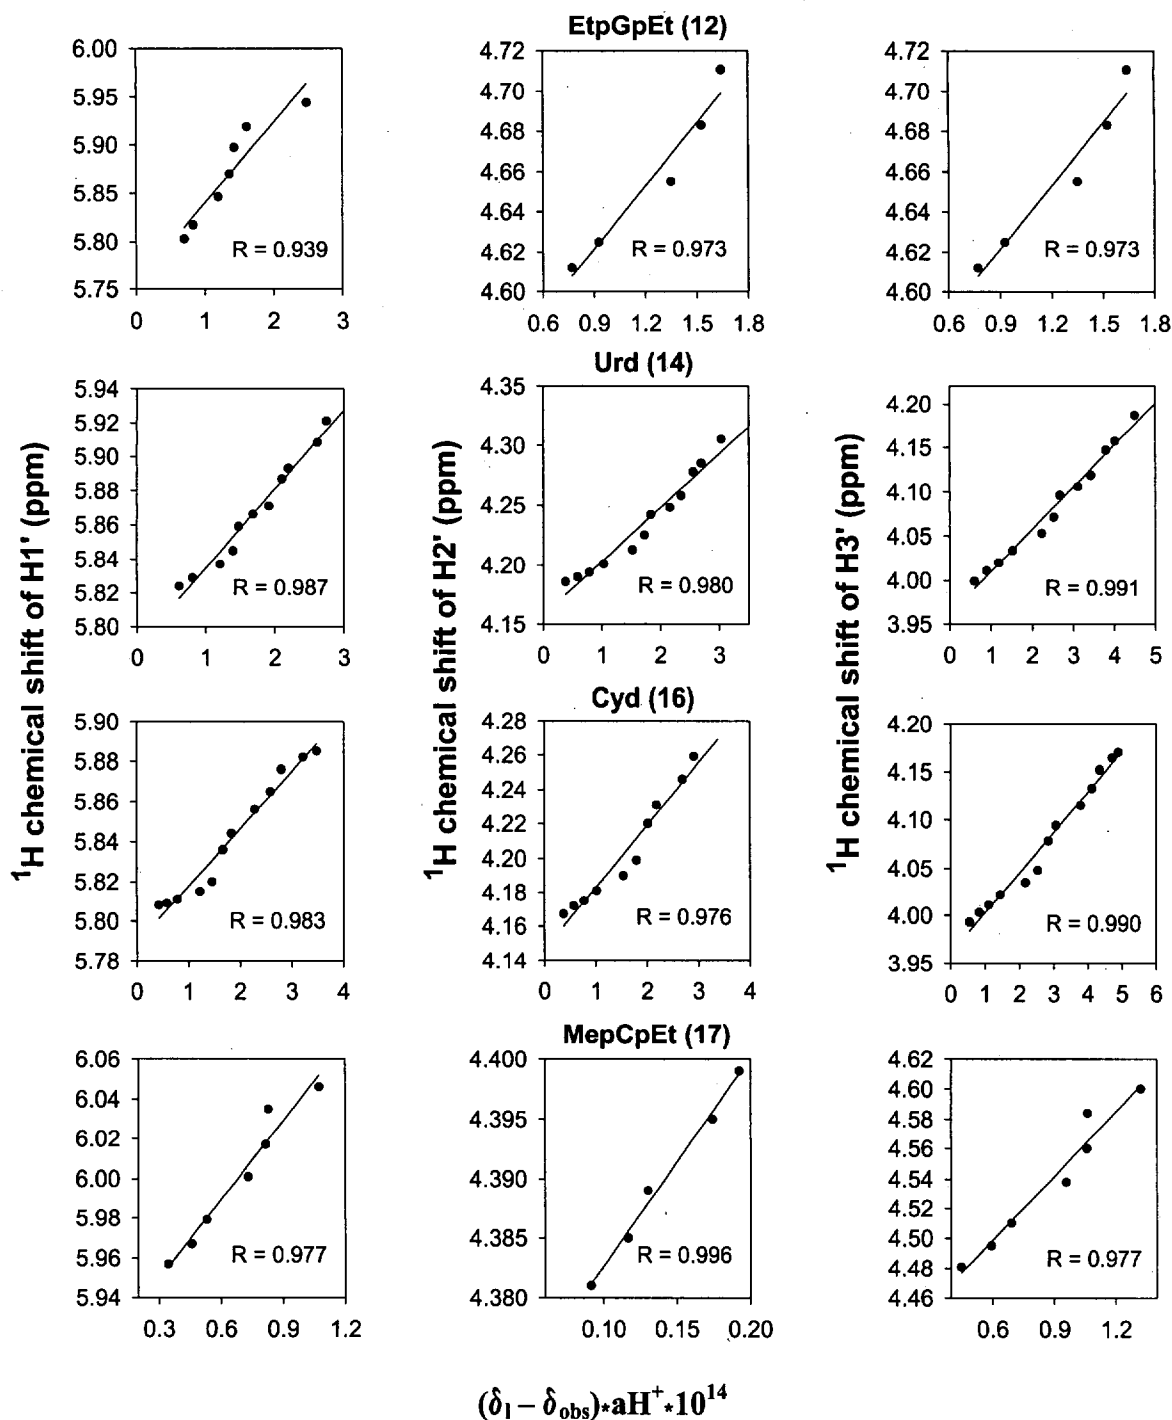 EtpGpEt (12)
6.00
5.95
5.90
5.85
5.80
5.75
R = 0.939
0 1 2 3
4.72
4.70
4.68
4.66
4.64
4.62
4.60
R = 0.973
0.6 0.9 1.2 1.5 1.8
4.72
4.70
4.68
4.66
4.64
4.62
4.60
R = 0.973
0.6 0.9 1.2 1.5 1.8
Urd (14)
¹H chemical shift of H1' (ppm)
5.94
5.92
5.90
5.88
5.86
5.84
5.82
5.80
R = 0.987
0 1 2 3
¹H chemical shift of H2' (ppm)
4.35
4.30
4.25
4.20
4.15
R = 0.980
0 1 2 3
¹H chemical shift of H3' (ppm)
4.20
4.15
4.10
4.05
4.00
3.95
R = 0.991
0 1 2 3 4 5
Cyd (16)
5.90
5.88
5.86
5.84
5.82
5.80
5.78
R = 0.983
0 1 2 3 4
4.28
4.26
4.24
4.22
4.20
4.18
4.16
4.14
R = 0.976
0 1 2 3 4
4.20
4.15
4.10
4.05
4.00
3.95
R = 0.990
0 1 2 3 4 5 6
MepCpEt (17)
6.06
6.04
6.02
6.00
5.98
5.96
5.94
R = 0.977
0.3 0.6 0.9 1.2
4.400
4.395
4.390
4.385
4.380
R = 0.996
0.10 0.15 0.20
4.62
4.60
4.58
4.56
4.54
4.52
4.50
4.48
4.46
R = 0.977
0.6 0.9 1.2
(δ₁ – δobs)*aH⁺*10¹⁴